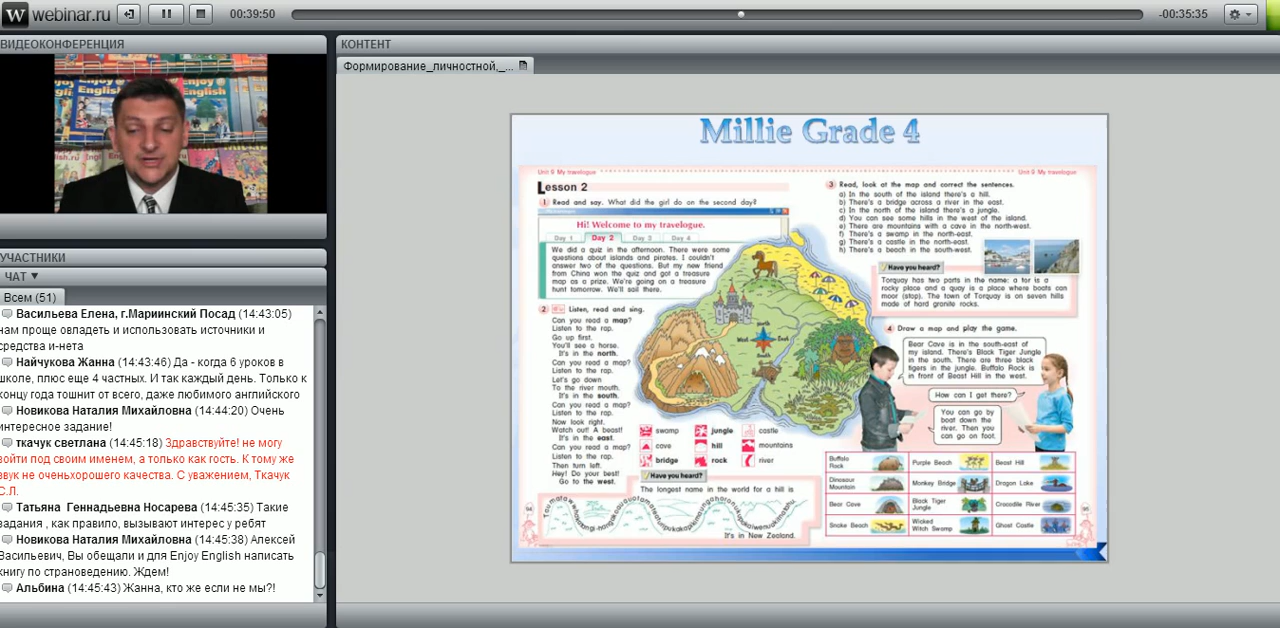 W webinar.ru
00:39:50
-00:35:35
ВИДЕОКОНФЕРЕНЦИЯ
Enjoy English
Enjoy English
УЧАСТНИКИ
ЧАТ
Всем (51)
Васильева Елена, г.Мариинский Посад (14:43:05)
нам проще овладеть и использовать источники и
средства и-нета
Найчукова Жанна (14:43:46) Да - когда 6 уроков в
школе, плюс еще 4 частных. И так каждый день. Только к
концу года тошнит от всего, даже любимого английского
Новикова Наталия Михайловна (14:44:20) Очень
интересное задание!
ткачук светлана (14:45:18) Здравствуйте! не могу
войти под своим именем, а только как гость. К тому же
звук не оченьхорошего качества. С уважением, Ткачук
С.Л.
Татьяна Геннадьевна Носарева (14:45:35) Такие
задания , как правило, вызывают интерес у ребят
Новикова Наталия Михайловна (14:45:39) Алексей
Васильевич, Вы обещали и для Enjoy English написать
книгу по страноведению. Ждем!
Альбина (14:45:43) Жанна, кто же если не мы?!
КОНТЕНТ
Формирование_личностной,_...
Millie Grade 4
Unit 9 My travelogue
Lesson 2
1 Read and say. What did the girl do on the second day?
Hi! Welcome to my travelogue.
Day 1 Day 2 Day 3 Day 4
We did a quiz in the afternoon. There were some
questions about islands and pirates. I couldn't
answer two of the questions. But my new friend
from China won the quiz and got a treasure
map as a prize. We're going on a treasure
hunt tomorrow. We'll sail there.
2 Listen, read and sing.
Can you read a map?
Listen to the rap.
Go up first.
You'll see a horse.
It's in the north.
Can you read a map?
Listen to the rap.
Let's go down
To the river mouth.
It's in the south.
Can you read a map?
Listen to the rap.
Now look right.
Watch out! A beast!
It's in the east.
Can you read a map?
Listen to the rap.
Then turn left.
Hey! Do your best!
Go to the west.
North
West East
South
swamp jungle castle
cave hill mountains
bridge rock river
Have you heard?
The longest name in the world for a hill is
It's in New Zealand.
94
Unit 9 My travelogue
3 Read, look at the map and correct the sentences.
a) In the south of the island there's a hill.
b) There's a bridge across a river in the east.
c) In the north of the island there's a jungle.
d) You can see some hills in the west of the island.
e) There are mountains with a cave in the north-west.
f) There's a swamp in the north-east.
g) There's a castle in the north-east.
h) There's a beach in the south-west.
Have you heard?
Torquay has two parts in the name: a tor is a
rocky place and a quay is a place where boats can
moor (stop). The town of Torquay is on seven hills
made of hard granite rocks.
4 Draw a map and play the game.
Bear Cave is in the south-east of
my island. There's Black Tiger Jungle
in the south. There are three black
tigers in the jungle. Buffalo Rock is
in front of Beast Hill in the west.
How can I get there?
You can go by
boat down the
river. Then you
can go on foot.
Buffalo Rock Purple Beach Beast Hill
Dinosaur Mountain Monkey Bridge Dragon Lake
Bear Cave Black Tiger Jungle Crocodile River
Snake Beach Wicked Witch Swamp Ghost Castle
95